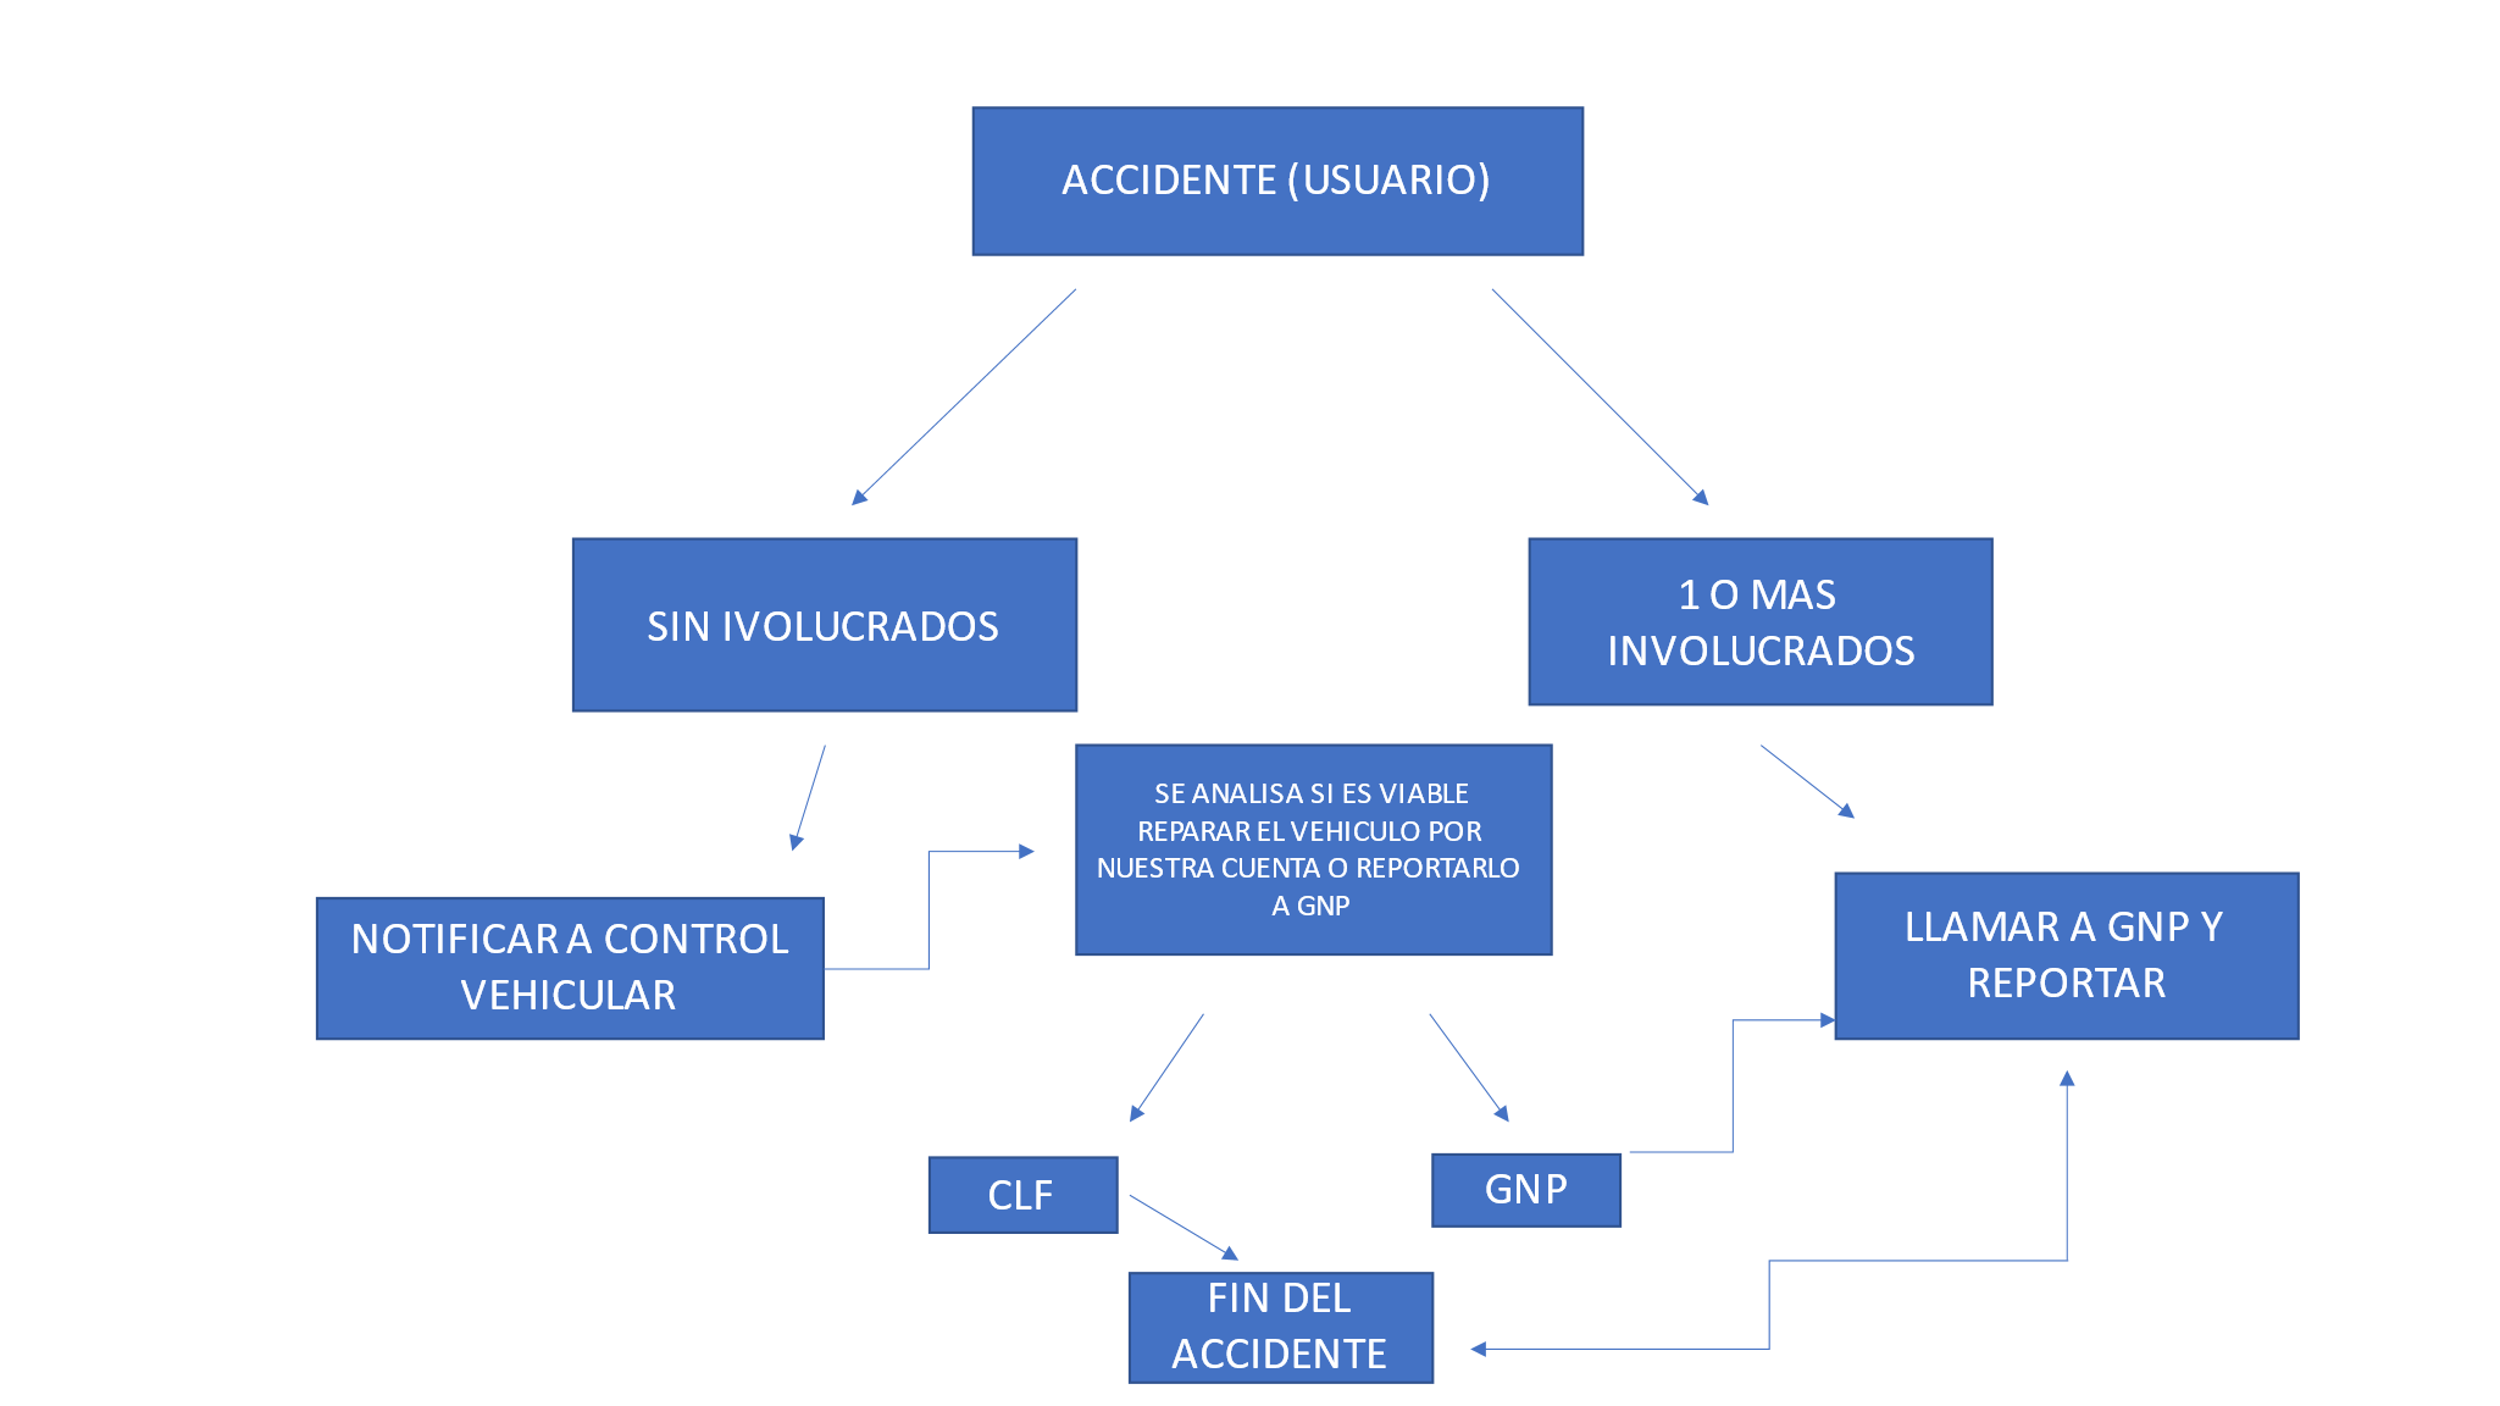 ACCIDENTE (USUARIO)
SIN IVOLUCRADOS
1 O MAS
INVOLUCRADOS
SE ANALISA SI ES VIABLE
REPARAR EL VEHICULO POR
NUESTRA CUENTA O REPORTARLO
A GNP
NOTIFICAR A CONTROL
VEHICULAR
LLAMAR A GNP Y
REPORTAR
CLF
GNP
FIN DEL
ACCIDENTE